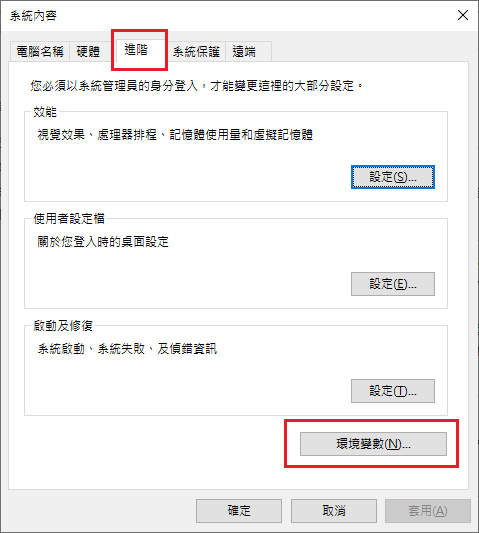 系統內容
電腦名稱 硬體 進階 系統保護 遠端
您必須以系統管理員的身分登入，才能變更這裡的大部分設定。
效能
視覺效果、處理器排程、記憶體使用量和虛擬記憶體
設定(S)...
使用者設定檔
關於您登入時的桌面設定
設定(E)...
啟動及修復
系統啟動、系統失敗、及偵錯資訊
設定(T)...
環境變數(N)...
確定 取消 套用(A)